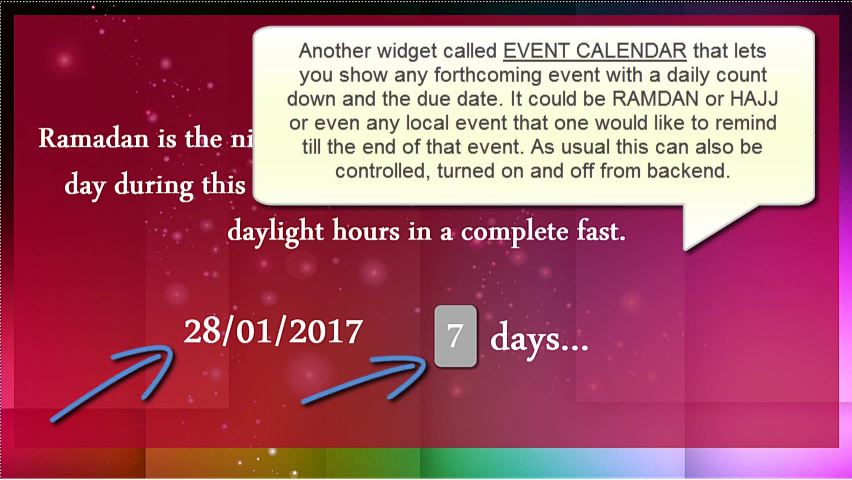 Another widget called EVENT CALENDAR that lets
you show any forthcoming event with a daily count
down and the due date. It could be RAMDAN or HAJJ
or even any local event that one would like to remind
till the end of that event. As usual this can also be
controlled, turned on and off from backend.
Ramadan is the
day during this
daylight hours in a complete fast.
28/01/2017 7 days...